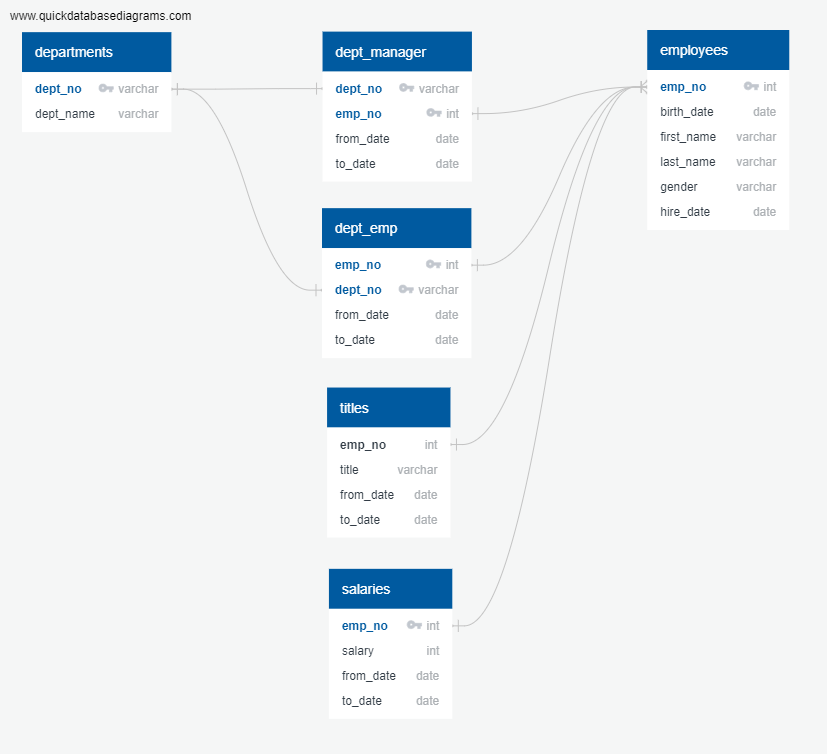 www.quickdatabasediagrams.com
departments
dept_no varchar
dept_name varchar
dept_manager
dept_no varchar
emp_no int
from_date date
to_date date
employees
emp_no int
birth_date date
first_name varchar
last_name varchar
gender varchar
hire_date date
dept_emp
emp_no int
dept_no varchar
from_date date
to_date date
titles
emp_no int
title varchar
from_date date
to_date date
salaries
emp_no int
salary int
from_date date
to_date date